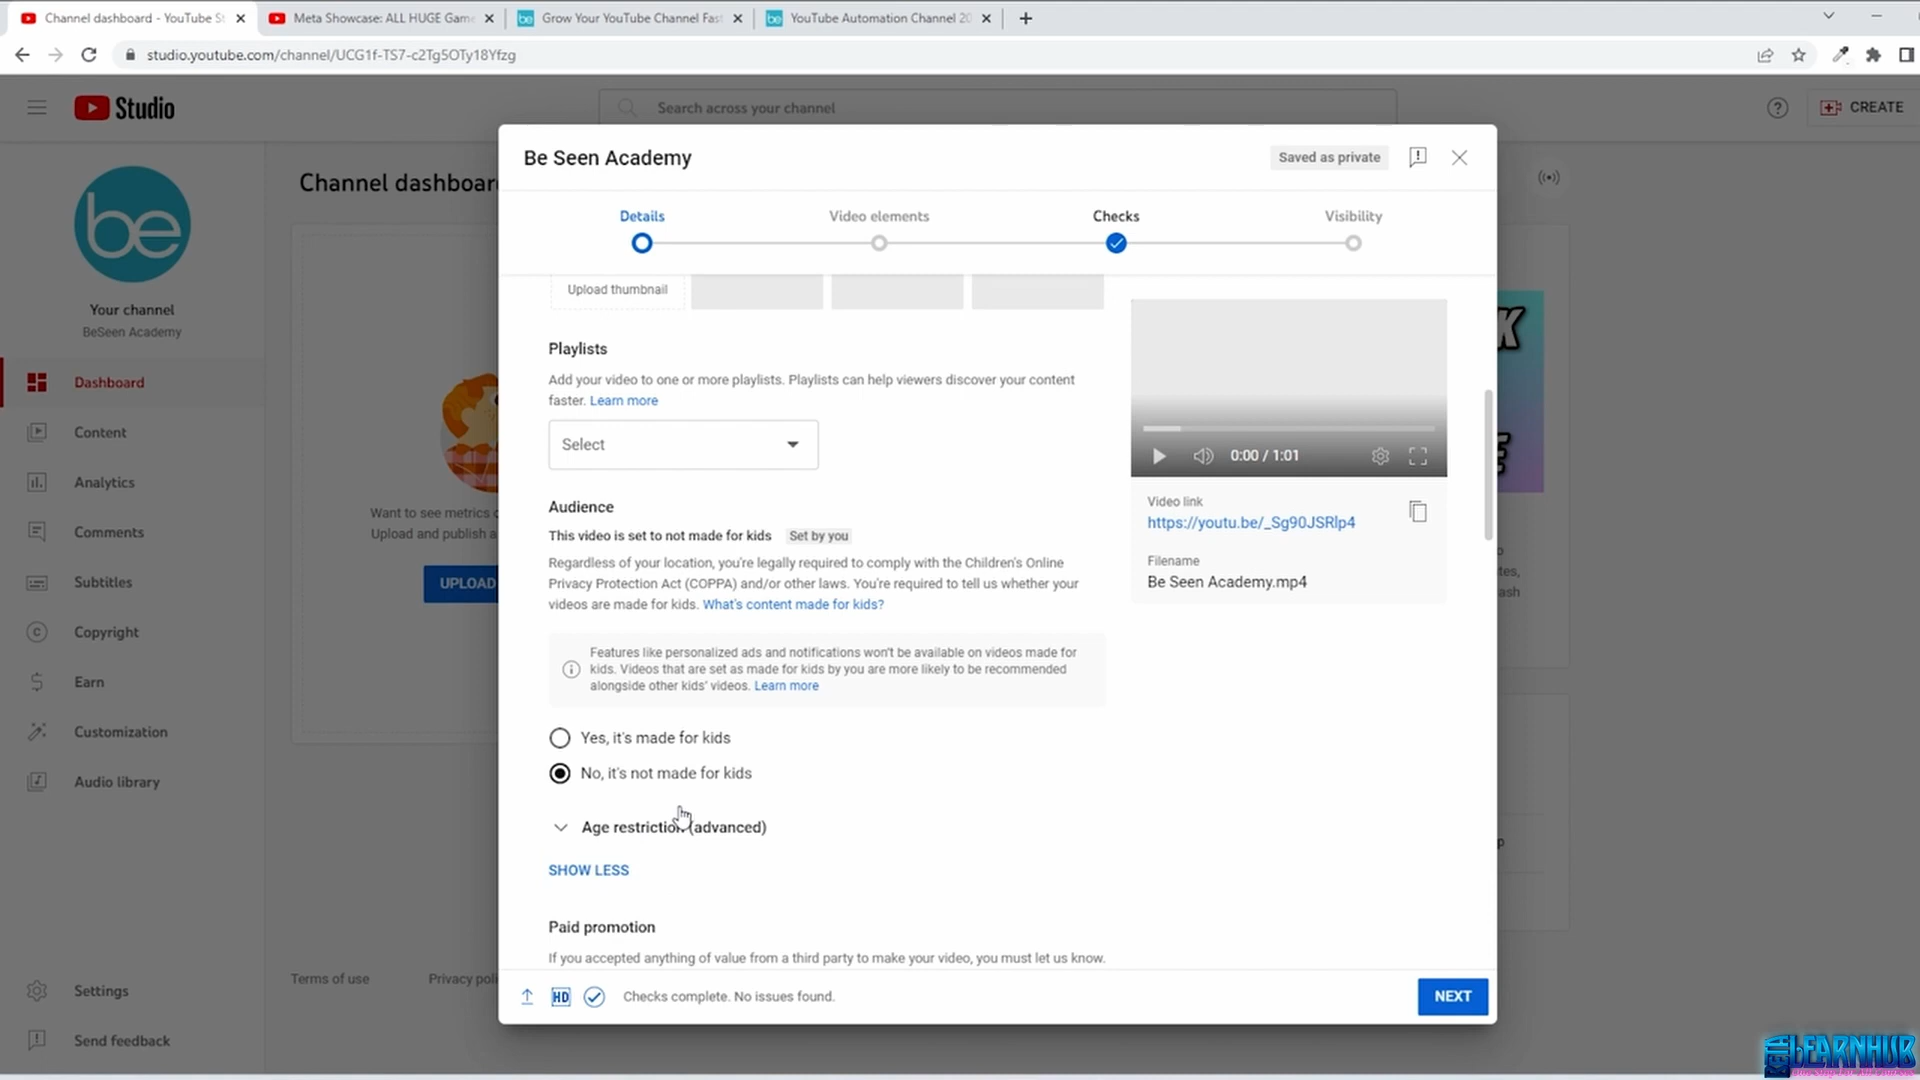 Channel dashboard - YouTube St
Meta Showcase: ALL HUGE Game
be Grow Your YouTube Channel Fast
be YouTube Automation Channel 20
studio.youtube.com/channel/UCG1f-TS7-c2Tg5OTy18Yfzg
Studio
Search across your channel
CREATE
be
Your channel
BeSeen Academy
Dashboard
Content
Analytics
Comments
Subtitles
Copyright
Earn
Customization
Audio library
Settings
Send feedback
Channel dashboard
Want to see metrics o
Upload and publish a
UPLOAD
Terms of use
Privacy poli
Be Seen Academy
Saved as private
Details
Video elements
Checks
Visibility
Upload thumbnail
Playlists
Add your video to one or more playlists. Playlists can help viewers discover your content
faster. Learn more
Select
Audience
This video is set to not made for kids Set by you
Regardless of your location, you're legally required to comply with the Children's Online
Privacy Protection Act (COPPA) and/or other laws. You're required to tell us whether your
videos are made for kids. What's content made for kids?
Features like personalized ads and notifications won't be available on videos made for
kids. Videos that are set as made for kids by you are more likely to be recommended
alongside other kids' videos. Learn more
Yes, it's made for kids
No, it's not made for kids
Age restriction (advanced)
SHOW LESS
Paid promotion
If you accepted anything of value from a third party to make your video, you must let us know.
0:00 / 1:01
Video link
https://youtu.be/_Sg90JSRlp4
Filename
Be Seen Academy.mp4
HD
Checks complete. No issues found.
NEXT
K
E
tes,
ash
p
LEARNHUB